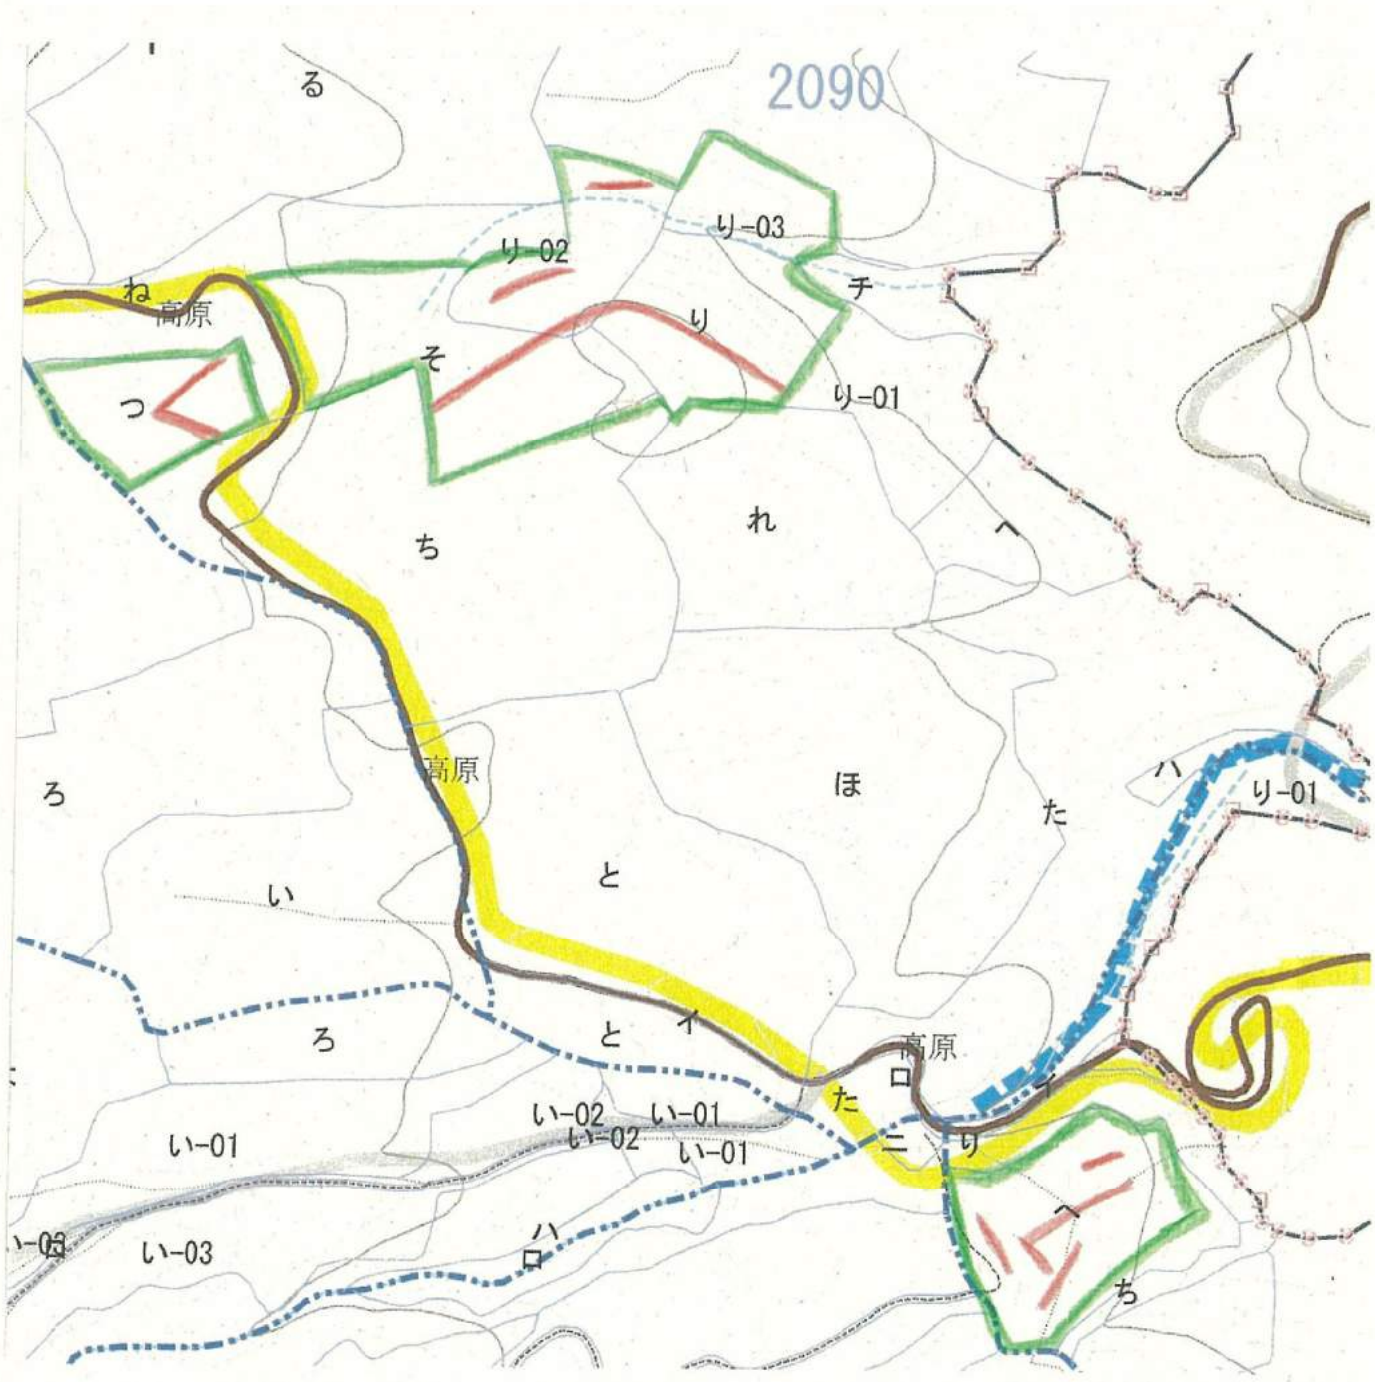 る
2090
り-03
り-02
チ
ね
高原
り
そ
つ
り-01
れ
ち
へ
高原
ほ
ハ
り-01
ろ
た
と
い
イ
と
ろ
高原
ロ
イ
た
い-02
い-01
い-02
い-01
い-01
ニ
り
へ
ハ
ロ
い-03
ち